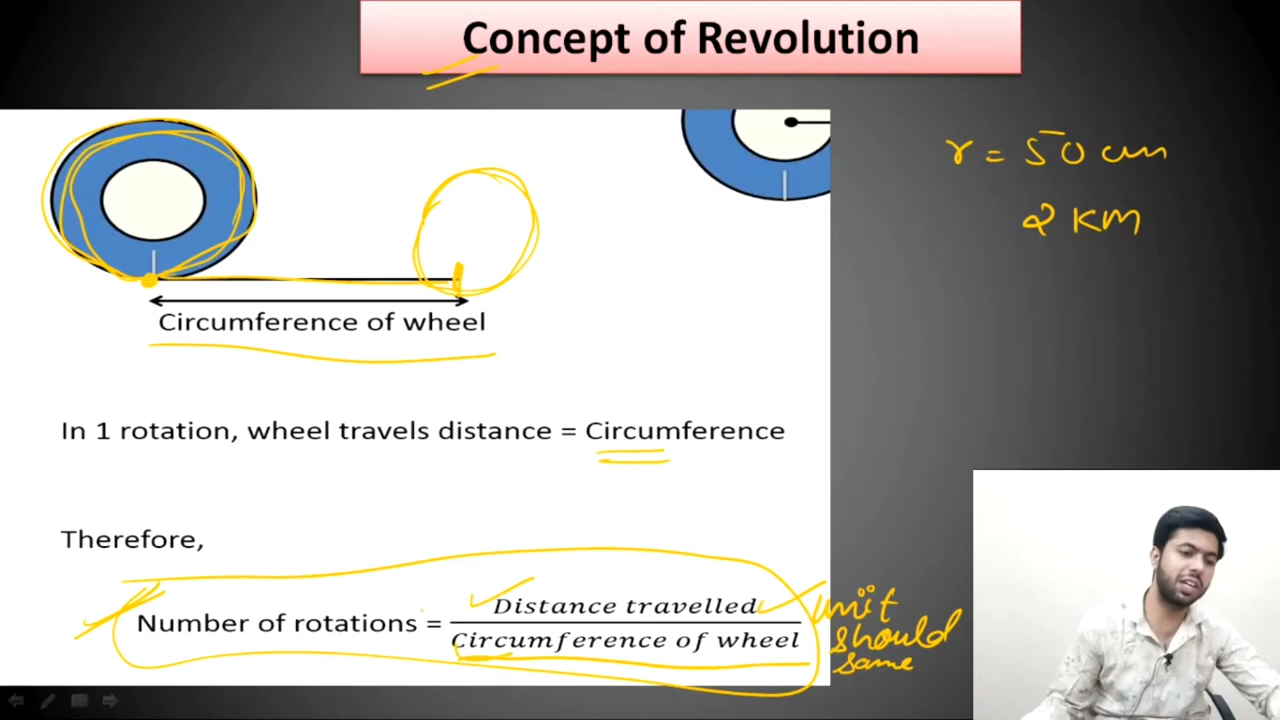 Concept of Revolution
r = 50 cm
2 KM
Circumference of wheel
In 1 rotation, wheel travels distance = Circumference
Therefore,
Number of rotations = Distance travelled / Circumference of wheel
unit
should
same